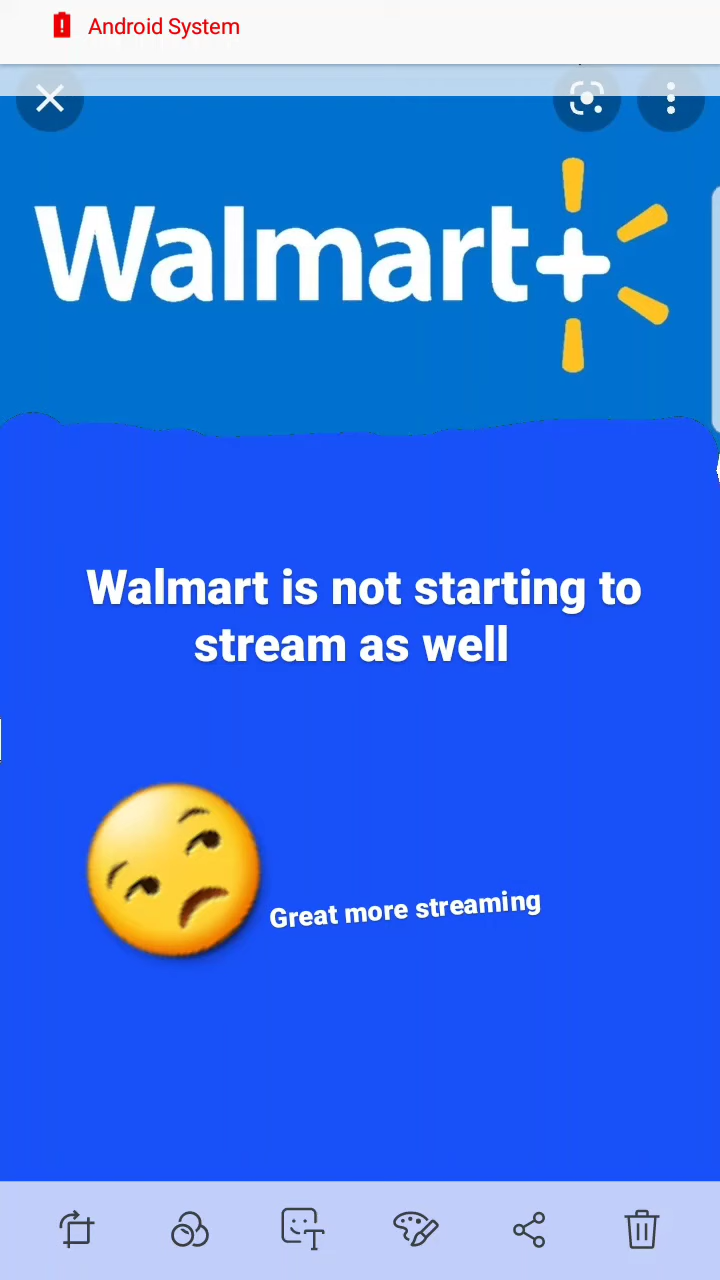 Android System
Walmart+
Walmart is not starting to
stream as well
Great more streaming